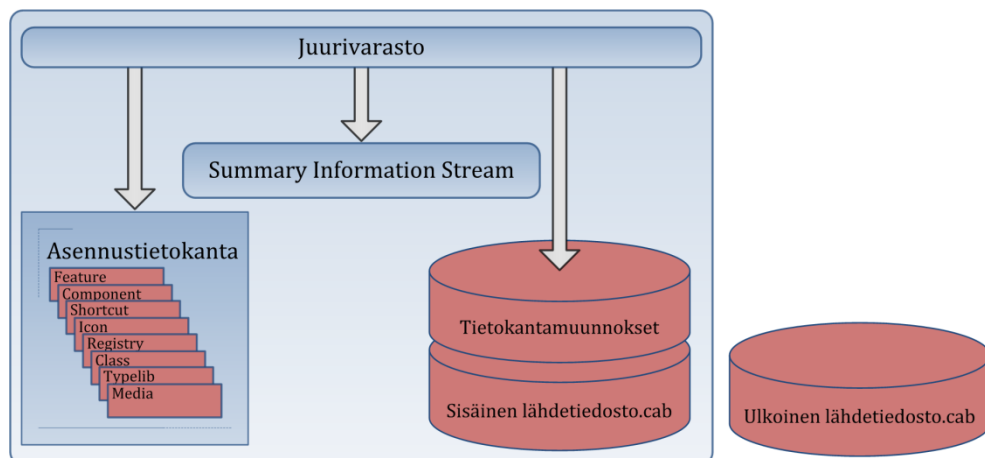 Juurivarasto
Summary Information Stream
Asennustietokanta
Feature
Component
Shortcut
Icon
Registry
Class
Typelib
Media
Tietokantamuunnokset
Sisäinen lähdetiedosto.cab
Ulkoinen lähdetiedosto.cab